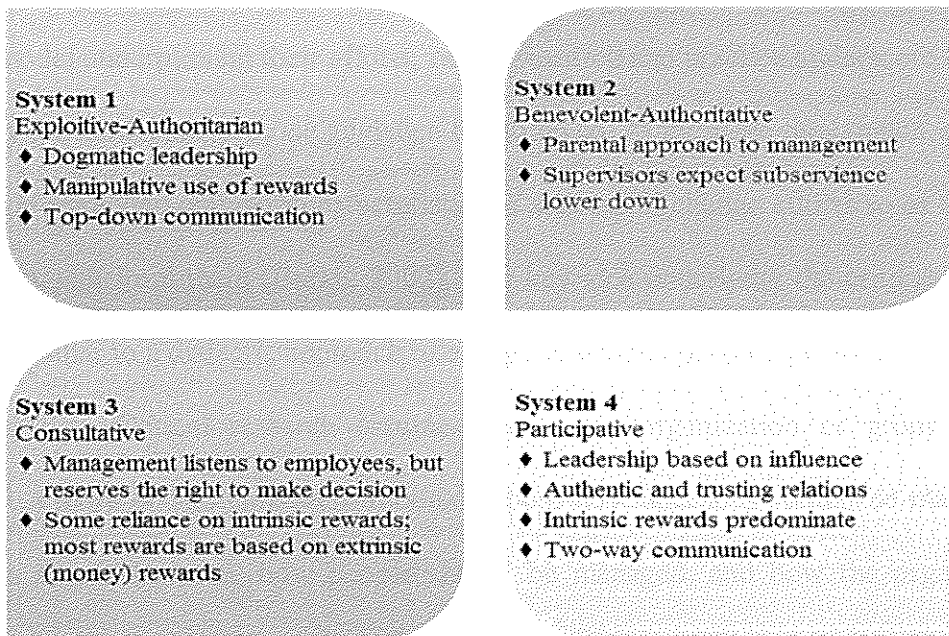 System 1
Exploitive-Authoritarian
♦ Dogmatic leadership
♦ Manipulative use of rewards
♦ Top-down communication
System 2
Benevolent-Authoritative
♦ Parental approach to management
♦ Supervisors expect subservience
lower down
System 3
Consultative
♦ Management listens to employees, but
reserves the right to make decision
♦ Some reliance on intrinsic rewards;
most rewards are based on extrinsic
(money) rewards
System 4
Participative
♦ Leadership based on influence
♦ Authentic and trusting relations
♦ Intrinsic rewards predominate
♦ Two-way communication